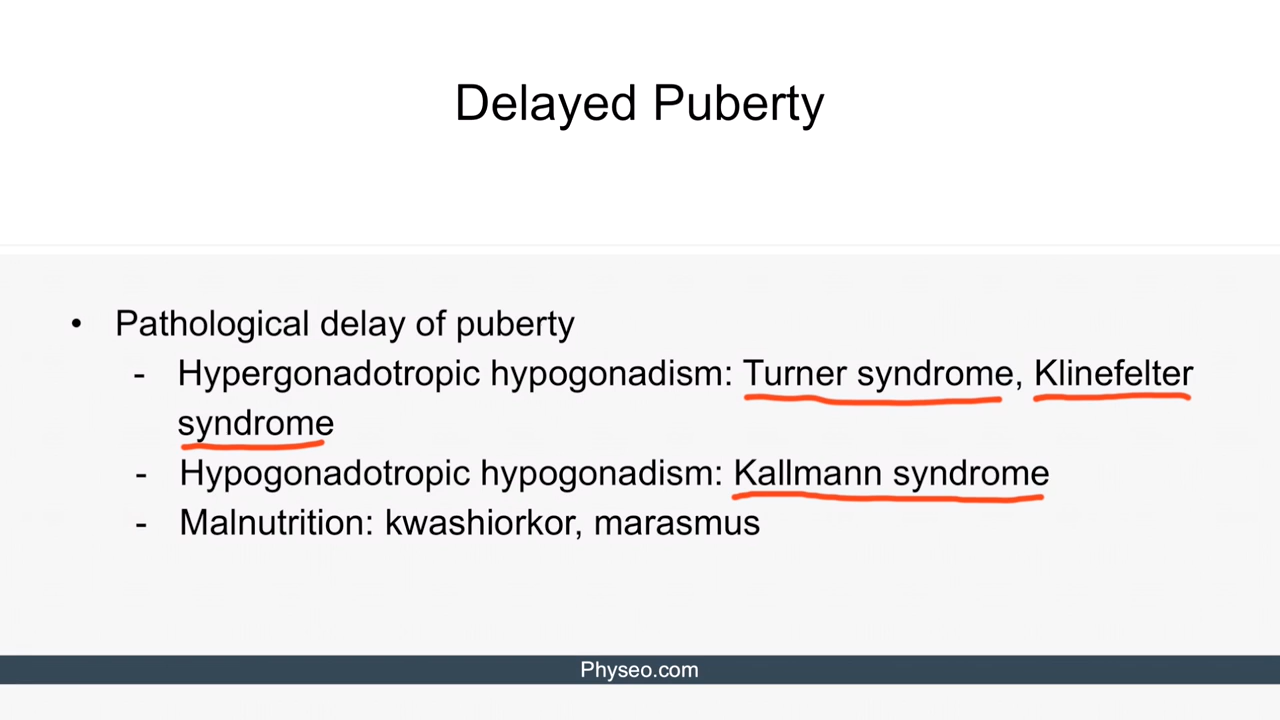 Delayed Puberty
• Pathological delay of puberty
- Hypergonadotropic hypogonadism: Turner syndrome, Klinefelter
syndrome
- Hypogonadotropic hypogonadism: Kallmann syndrome
- Malnutrition: kwashiorkor, marasmus
Physeo.com